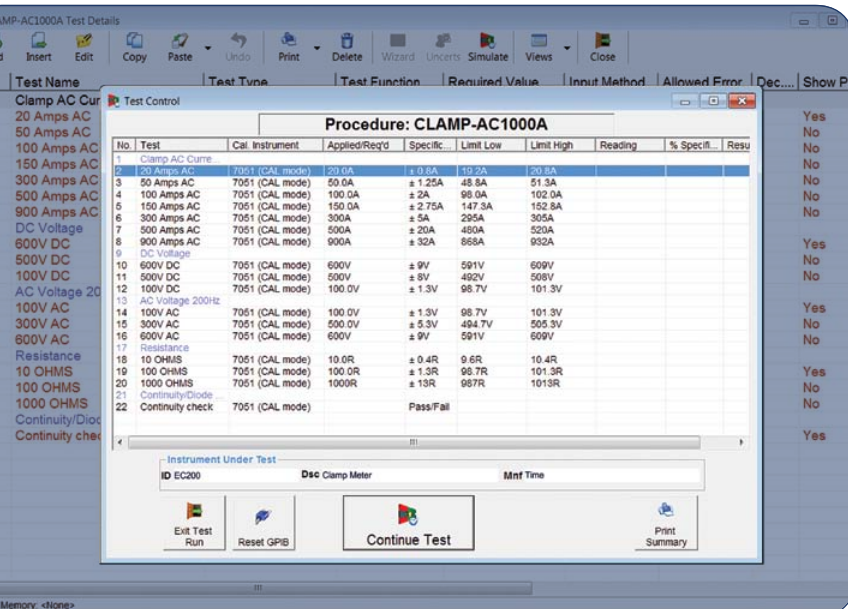 AMP-AC1000A Test Details
Insert Edit Copy Paste Undo Print Delete Wizard Uncerts Simulate Views Close
Test Name Test Type Test Function Required Value Input Method Allowed Error Dec.... Show P
Clamp AC Cur
20 Amps AC Yes
50 Amps AC No
100 Amps AC No
150 Amps AC No
300 Amps AC No
500 Amps AC No
900 Amps AC No
DC Voltage
600V DC Yes
500V DC No
100V DC No
AC Voltage 20
100V AC Yes
300V AC No
600V AC No
Resistance
10 OHMS Yes
100 OHMS No
1000 OHMS No
Continuity/Dioc
Continuity chec Yes
Test Control
Procedure: CLAMP-AC1000A
No. Test Cal. Instrument Applied/Req'd Specific... Limit Low Limit High Reading % Specifi... Resu
1 Clamp AC Curre...
2 20 Amps AC 7051 (CAL mode) 20.0A ± 0.8A 19.2A 20.8A
3 50 Amps AC 7051 (CAL mode) 50.0A ± 1.25A 48.8A 51.3A
4 100 Amps AC 7051 (CAL mode) 100.0A ± 2A 98.0A 102.0A
5 150 Amps AC 7051 (CAL mode) 150.0A ± 2.75A 147.3A 152.8A
6 300 Amps AC 7051 (CAL mode) 300A ± 5A 295A 305A
7 500 Amps AC 7051 (CAL mode) 500A ± 20A 480A 520A
8 900 Amps AC 7051 (CAL mode) 900A ± 32A 868A 932A
9 DC Voltage
10 600V DC 7051 (CAL mode) 600V ± 9V 591V 609V
11 500V DC 7051 (CAL mode) 500V ± 8V 492V 508V
12 100V DC 7051 (CAL mode) 100.0V ± 1.3V 98.7V 101.3V
13 AC Voltage 200Hz
14 100V AC 7051 (CAL mode) 100.0V ± 1.3V 98.7V 101.3V
15 300V AC 7051 (CAL mode) 500.0V ± 5.3V 494.7V 505.3V
16 600V AC 7051 (CAL mode) 600V ± 9V 591V 609V
17 Resistance
18 10 OHMS 7051 (CAL mode) 10.0R ± 0.4R 9.6R 10.4R
19 100 OHMS 7051 (CAL mode) 100.0R ± 1.3R 98.7R 101.3R
20 1000 OHMS 7051 (CAL mode) 1000R ± 13R 987R 1013R
21 Continuity/Diode ...
22 Continuity check 7051 (CAL mode) Pass/Fail
Instrument Under Test
ID EC200 Dsc Clamp Meter Mnf Time
Exit Test Run
Reset GPIB
Continue Test
Print Summary
Memory: <None>